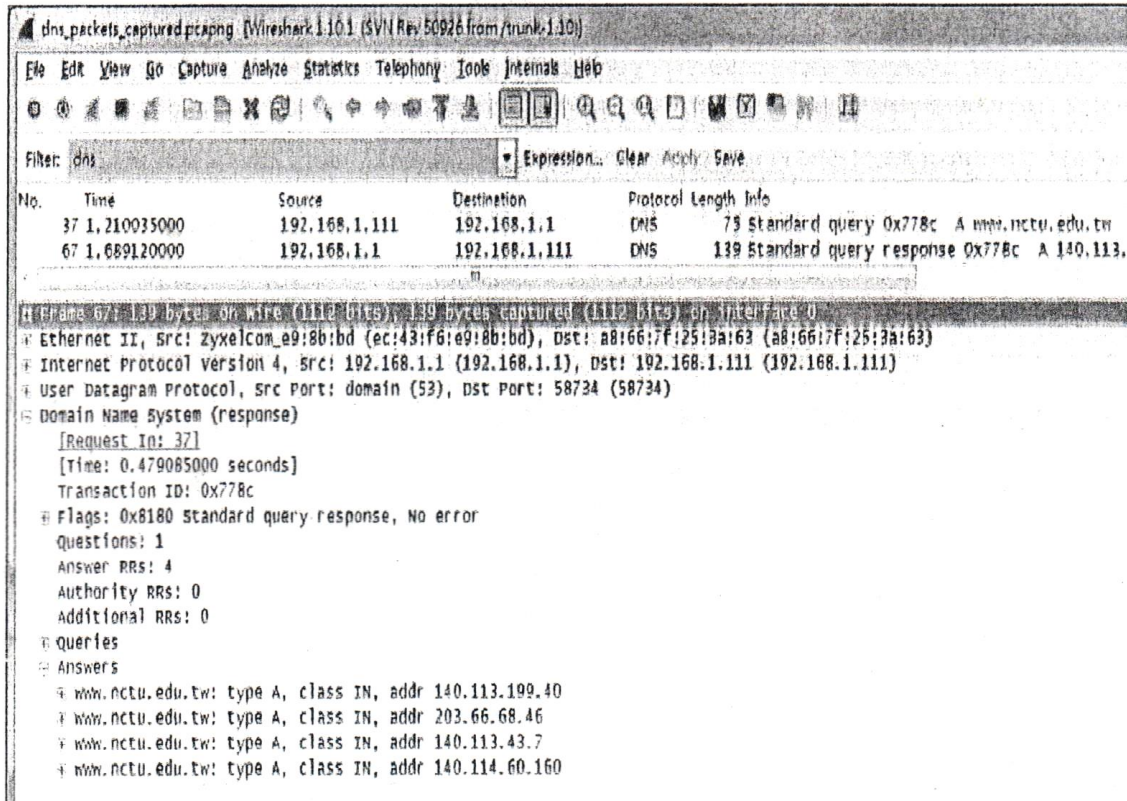 dns_packets_captured.pcapng [Wireshark 1.10.1 (SVN Rev 50926 from /trunk-1.10)]
File Edit View Go Capture Analyze Statistics Telephony Tools Internals Help
Filter: dns Expression... Clear Apply Save
No. Time Source Destination Protocol Length Info
37 1.210035000 192.168.1.111 192.168.1.1 DNS 75 Standard query 0x778c A www.nctu.edu.tw
67 1.689120000 192.168.1.1 192.168.1.111 DNS 139 Standard query response 0x778c A 140.113.
Frame 67: 139 bytes on wire (1112 bits), 139 bytes captured (1112 bits) on interface 0
Ethernet II, Src: ZyxelCom_e9:8b:bd (ec:43:f6:e9:8b:bd), Dst: a8:66:7f:25:3a:63 (a8:66:7f:25:3a:63)
Internet Protocol Version 4, Src: 192.168.1.1 (192.168.1.1), Dst: 192.168.1.111 (192.168.1.111)
User Datagram Protocol, Src Port: domain (53), Dst Port: 58734 (58734)
Domain Name System (response)
[Request In: 37]
[Time: 0.479085000 seconds]
Transaction ID: 0x778c
Flags: 0x8180 Standard query response, No error
Questions: 1
Answer RRs: 4
Authority RRs: 0
Additional RRs: 0
Queries
Answers
www.nctu.edu.tw: type A, class IN, addr 140.113.199.40
www.nctu.edu.tw: type A, class IN, addr 203.66.68.46
www.nctu.edu.tw: type A, class IN, addr 140.113.43.7
www.nctu.edu.tw: type A, class IN, addr 140.114.60.160